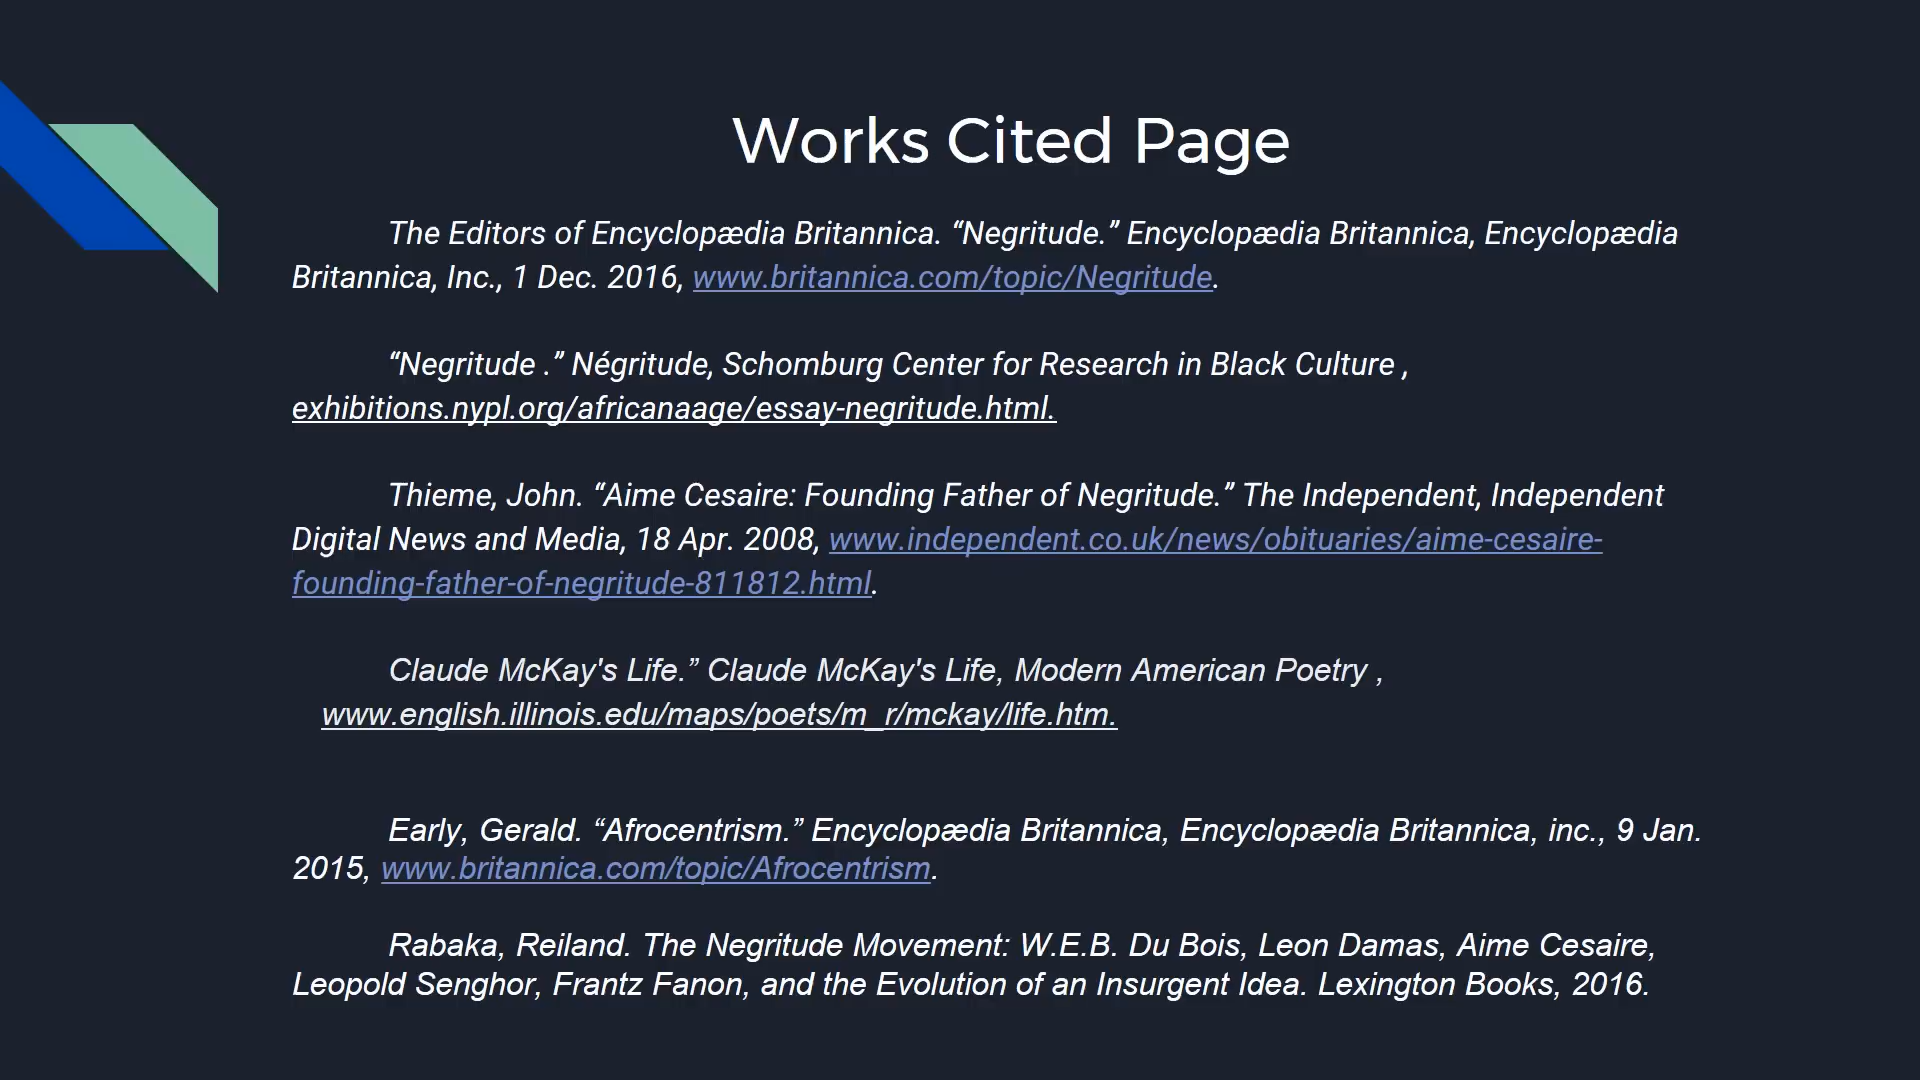 Works Cited Page
The Editors of Encyclopædia Britannica. “Negritude.” Encyclopædia Britannica, Encyclopædia
Britannica, Inc., 1 Dec. 2016, www.britannica.com/topic/Negritude.
“Negritude .” Négritude, Schomburg Center for Research in Black Culture ,
exhibitions.nypl.org/africanaage/essay-negritude.html.
Thieme, John. “Aime Cesaire: Founding Father of Negritude.” The Independent, Independent
Digital News and Media, 18 Apr. 2008, www.independent.co.uk/news/obituaries/aime-cesaire-
founding-father-of-negritude-811812.html.
Claude McKay's Life.” Claude McKay's Life, Modern American Poetry ,
www.english.illinois.edu/maps/poets/m_r/mckay/life.htm.
Early, Gerald. “Afrocentrism.” Encyclopædia Britannica, Encyclopædia Britannica, inc., 9 Jan.
2015, www.britannica.com/topic/Afrocentrism.
Rabaka, Reiland. The Negritude Movement: W.E.B. Du Bois, Leon Damas, Aime Cesaire,
Leopold Senghor, Frantz Fanon, and the Evolution of an Insurgent Idea. Lexington Books, 2016.